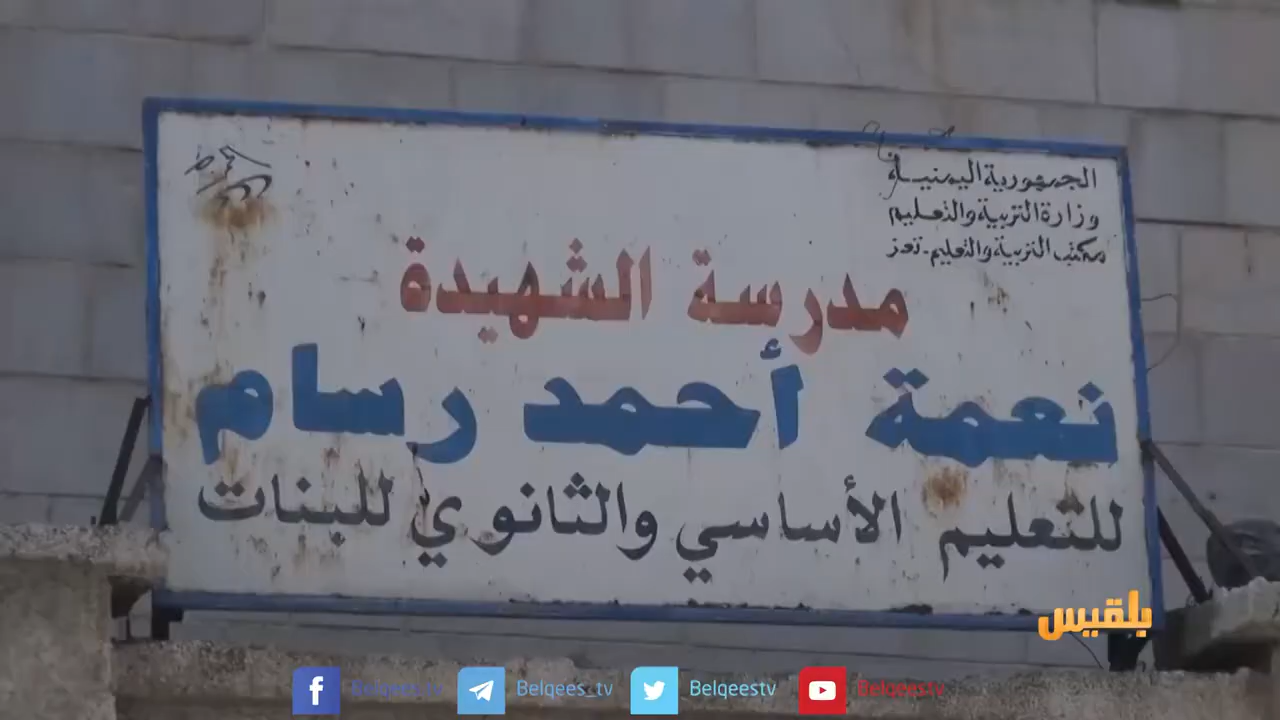 الجمهورية اليمنية
وزارة التربية والتعليم
مكتب التربية والتعليم - تعز
مدرسة الشهيدة
نعمة أحمد رسام
للتعليم الأساسي والثانوي للبنات
بلقيس
Belqees_tv
Belqeestv
Belqeestv